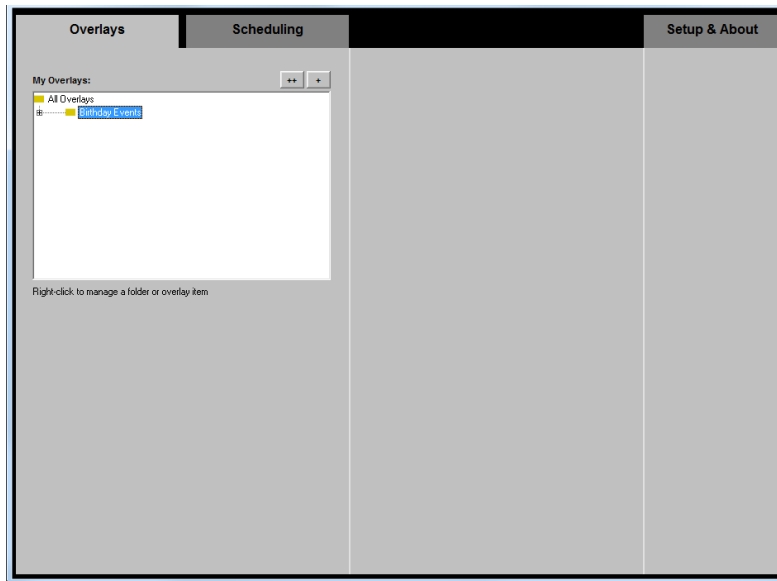 Overlays Scheduling Setup & About
My Overlays: ++ +
All Overlays
Birthday Events
Right-click to manage a folder or overlay item